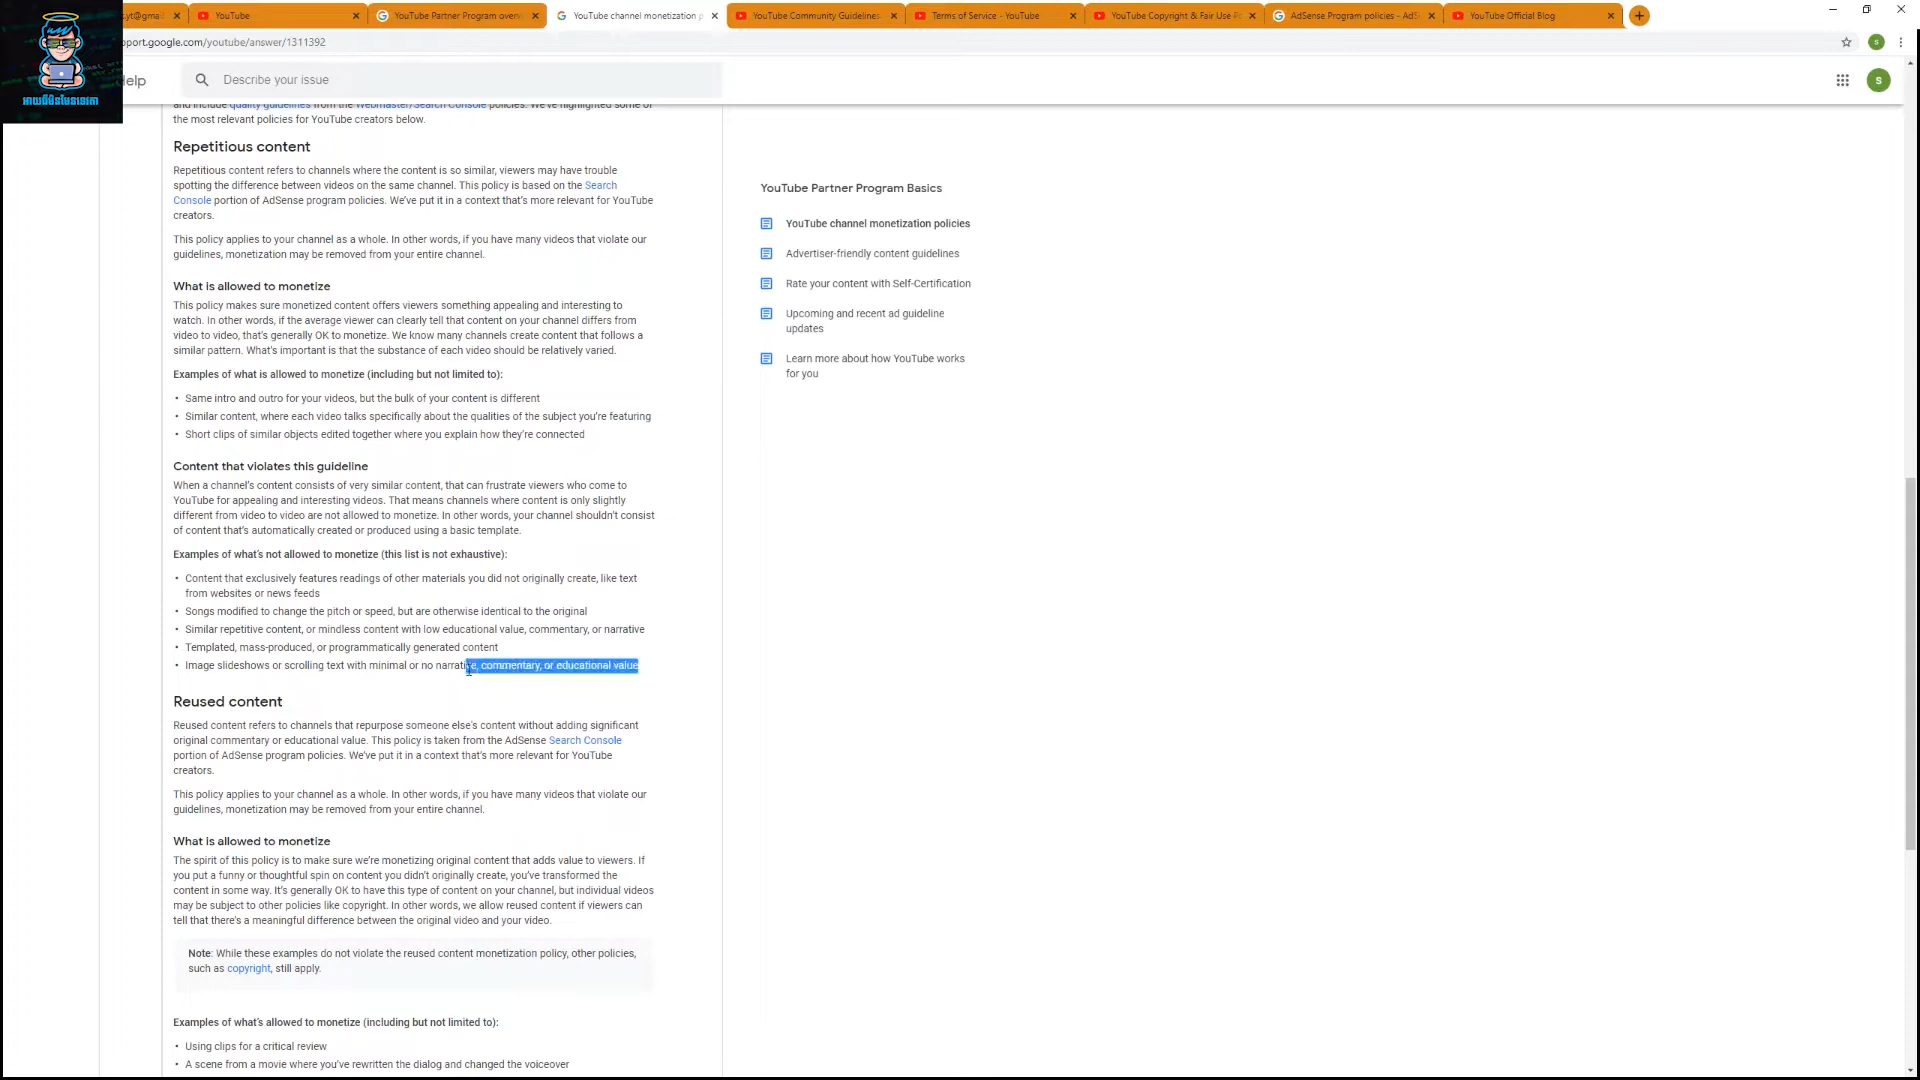 yt@gmai
YouTube
YouTube Partner Program over
YouTube channel monetization p
YouTube Community Guidelines
Terms of Service - YouTube
YouTube Copyright & Fair Use P
AdSense Program policies - AdS
YouTube Official Blog
port.google.com/youtube/answer/1311392
elp
Describe your issue
S
S
and include quality guidelines from the Webmaster/Search Console policies. We've highlighted some of
the most relevant policies for YouTube creators below.
Repetitious content
Repetitious content refers to channels where the content is so similar, viewers may have trouble
spotting the difference between videos on the same channel. This policy is based on the Search
Console portion of AdSense program policies. We've put it in a context that's more relevant for YouTube
creators.
This policy applies to your channel as a whole. In other words, if you have many videos that violate our
guidelines, monetization may be removed from your entire channel.
What is allowed to monetize
This policy makes sure monetized content offers viewers something appealing and interesting to
watch. In other words, if the average viewer can clearly tell that content on your channel differs from
video to video, that's generally OK to monetize. We know many channels create content that follows a
similar pattern. What's important is that the substance of each video should be relatively varied.
Examples of what is allowed to monetize (including but not limited to):
• Same intro and outro for your videos, but the bulk of your content is different
• Similar content, where each video talks specifically about the qualities of the subject you're featuring
• Short clips of similar objects edited together where you explain how they're connected
Content that violates this guideline
When a channel's content consists of very similar content, that can frustrate viewers who come to
YouTube for appealing and interesting videos. That means channels where content is only slightly
different from video to video are not allowed to monetize. In other words, your channel shouldn't consist
of content that's automatically created or produced using a basic template.
Examples of what's not allowed to monetize (this list is not exhaustive):
• Content that exclusively features readings of other materials you did not originally create, like text
from websites or news feeds
• Songs modified to change the pitch or speed, but are otherwise identical to the original
• Similar repetitive content, or mindless content with low educational value, commentary, or narrative
• Templated, mass-produced, or programmatically generated content
• Image slideshows or scrolling text with minimal or no narrative, commentary, or educational value
Reused content
Reused content refers to channels that repurpose someone else's content without adding significant
original commentary or educational value. This policy is taken from the AdSense Search Console
portion of AdSense program policies. We've put it in a context that's more relevant for YouTube
creators.
This policy applies to your channel as a whole. In other words, if you have many videos that violate our
guidelines, monetization may be removed from your entire channel.
What is allowed to monetize
The spirit of this policy is to make sure we're monetizing original content that adds value to viewers. If
you put a funny or thoughtful spin on content you didn't originally create, you've transformed the
content in some way. It's generally OK to have this type of content on your channel, but individual videos
may be subject to other policies like copyright. In other words, we allow reused content if viewers can
tell that there's a meaningful difference between the original video and your video.
Note: While these examples do not violate the reused content monetization policy, other policies,
such as copyright, still apply.
Examples of what's allowed to monetize (including but not limited to):
• Using clips for a critical review
• A scene from a movie where you've rewritten the dialog and changed the voiceover
YouTube Partner Program Basics
YouTube channel monetization policies
Advertiser-friendly content guidelines
Rate your content with Self-Certification
Upcoming and recent ad guideline
updates
Learn more about how YouTube works
for you